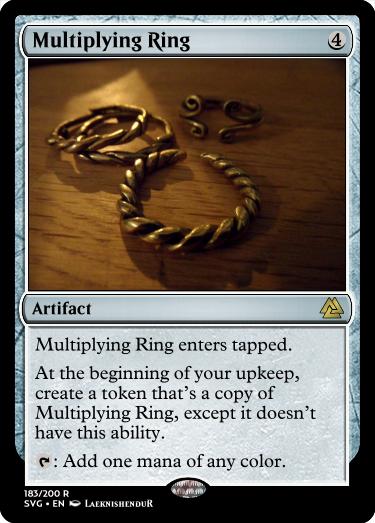 Multiplying Ring 4
Artifact
Multiplying Ring enters tapped.
At the beginning of your upkeep,
create a token that's a copy of
Multiplying Ring, except it doesn't
have this ability.
: Add one mana of any color.
183/200 R
SVG • EN LaeknishenduR